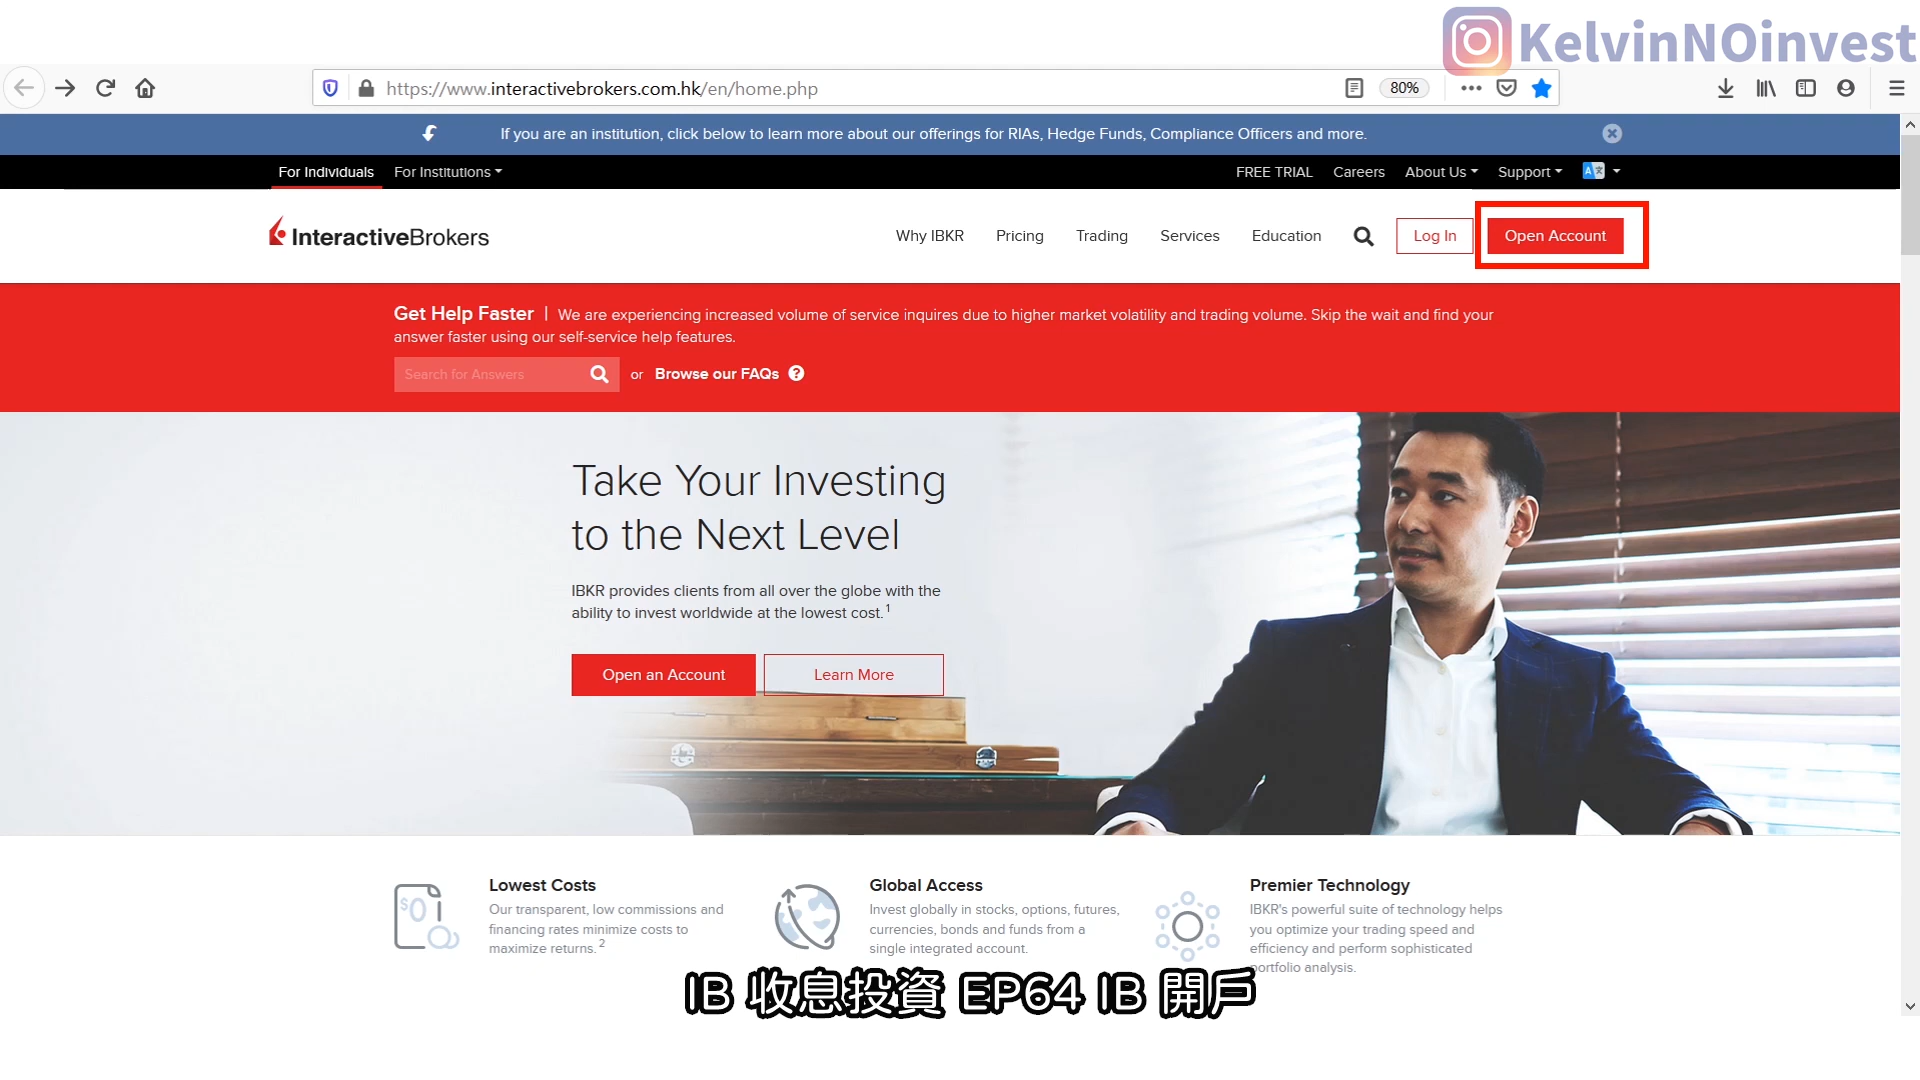 KelvinNOinvest
https://www.interactivebrokers.com.hk/en/home.php
80%
If you are an institution, click below to learn more about our offerings for RIAs, Hedge Funds, Compliance Officers and more.
For Individuals
For Institutions
FREE TRIAL
Careers
About Us
Support
InteractiveBrokers
Why IBKR
Pricing
Trading
Services
Education
Log In
Open Account
Get Help Faster | We are experiencing increased volume of service inquires due to higher market volatility and trading volume. Skip the wait and find your
answer faster using our self-service help features.
Search for Answers
or Browse our FAQs ?
Take Your Investing
to the Next Level
IBKR provides clients from all over the globe with the
ability to invest worldwide at the lowest cost.1
Open an Account
Learn More
$0
Lowest Costs
Our transparent, low commissions and
financing rates minimize costs to
maximize returns.2
Global Access
Invest globally in stocks, options, futures,
currencies, bonds and funds from a
single integrated account.
Premier Technology
IBKR's powerful suite of technology helps
you optimize your trading speed and
efficiency and perform sophisticated
portfolio analysis.
IB 收息投資 EP64 IB 開戶